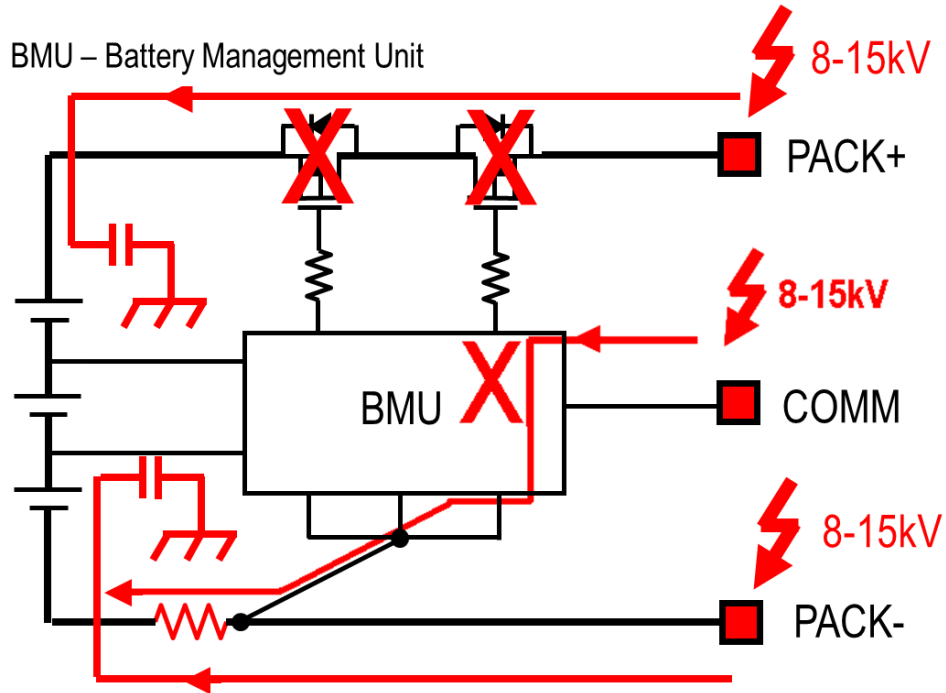 BMU – Battery Management Unit
8-15kV
PACK+
8-15kV
BMU
COMM
8-15kV
PACK-